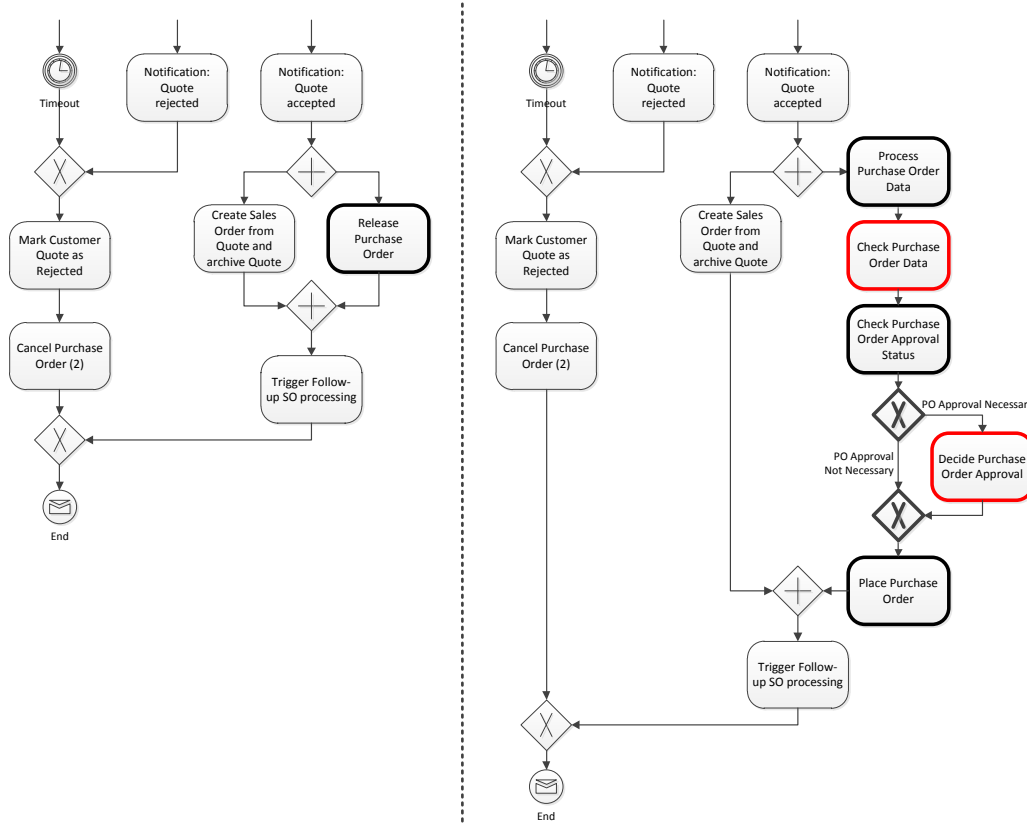 Timeout
Notification:
Quote
rejected
Notification:
Quote
accepted
Mark Customer
Quote as
Rejected
Create Sales
Order from
Quote and
archive Quote
Release
Purchase
Order
Cancel Purchase
Order (2)
Trigger Follow-
up SO processing
End
Timeout
Notification:
Quote
rejected
Notification:
Quote
accepted
Process
Purchase Order
Data
Mark Customer
Quote as
Rejected
Create Sales
Order from
Quote and
archive Quote
Check Purchase
Order Data
Cancel Purchase
Order (2)
Check Purchase
Order Approval
Status
PO Approval Necessary
PO Approval
Not Necessary
Decide Purchase
Order Approval
Place Purchase
Order
Trigger Follow-
up SO processing
End